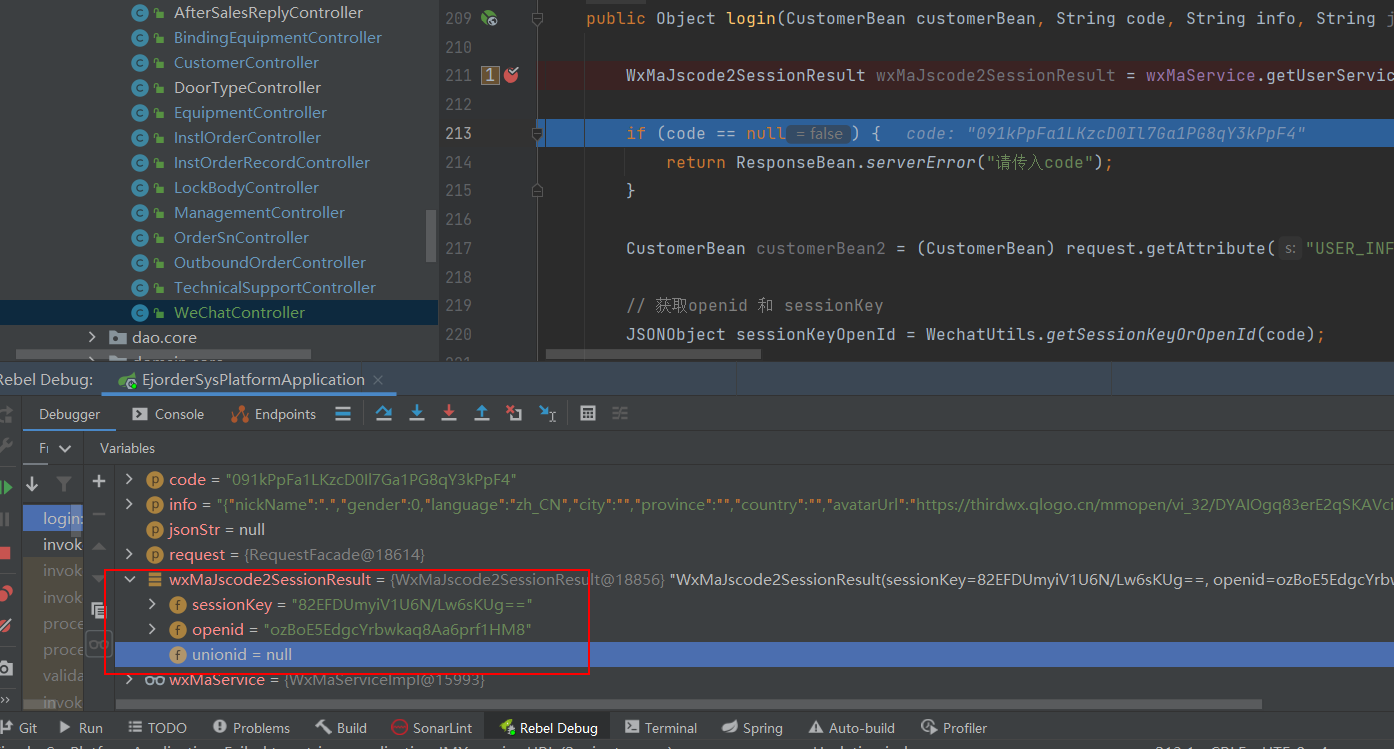 AfterSalesReplyController
BindingEquipmentController
CustomerController
DoorTypeController
EquipmentController
InstlOrderController
InstOrderRecordController
LockBodyController
ManagementController
OrderSnController
OutboundOrderController
TechnicalSupportController
WeChatController
dao.core
209 public Object login(CustomerBean customerBean, String code, String info, String j
210
211 1 WxMaJscode2SessionResult wxMaJscode2SessionResult = wxMaService.getUserServic
212
213 if (code == null = false ) { code: "091kPpFa1LKzcD0Il7Ga1PG8qY3kPpF4"
214 return ResponseBean.serverError("请传入code");
215 }
216
217 CustomerBean customerBean2 = (CustomerBean) request.getAttribute( s: "USER_INF
218
219 // 获取openid 和 sessionKey
220 JSONObject sessionKeyOpenId = WechatUtils.getSessionKeyOrOpenId(code);
Rebel Debug: EjorderSysPlatformApplication
Debugger Console Endpoints
Fr Variables
code = "091kPpFa1LKzcD0Il7Ga1PG8qY3kPpF4"
info = "{"nickName":".","gender":0,"language":"zh_CN","city":"","province":"","country":"","avatarUrl":"https://thirdwx.qlogo.cn/mmopen/vi_32/DYAIOgq83erE2qSKAVci
login: jsonStr = null
invok request = {RequestFacade@18614}
invok wxMaJscode2SessionResult = {WxMaJscode2SessionResult@18856} "WxMaJscode2SessionResult(sessionKey=82EFDUmyiV1U6N/Lw6sKUg==, openid=ozBoE5EdgcYrbw
invok sessionKey = "82EFDUmyiV1U6N/Lw6sKUg=="
proce openid = "ozBoE5EdgcYrbwkaq8Aa6prf1HM8"
proce unionid = null
valida wxMaService = {WxMaServiceImpl@15993}
invok
Git Run TODO Problems Build SonarLint Rebel Debug Terminal Spring Auto-build Profiler